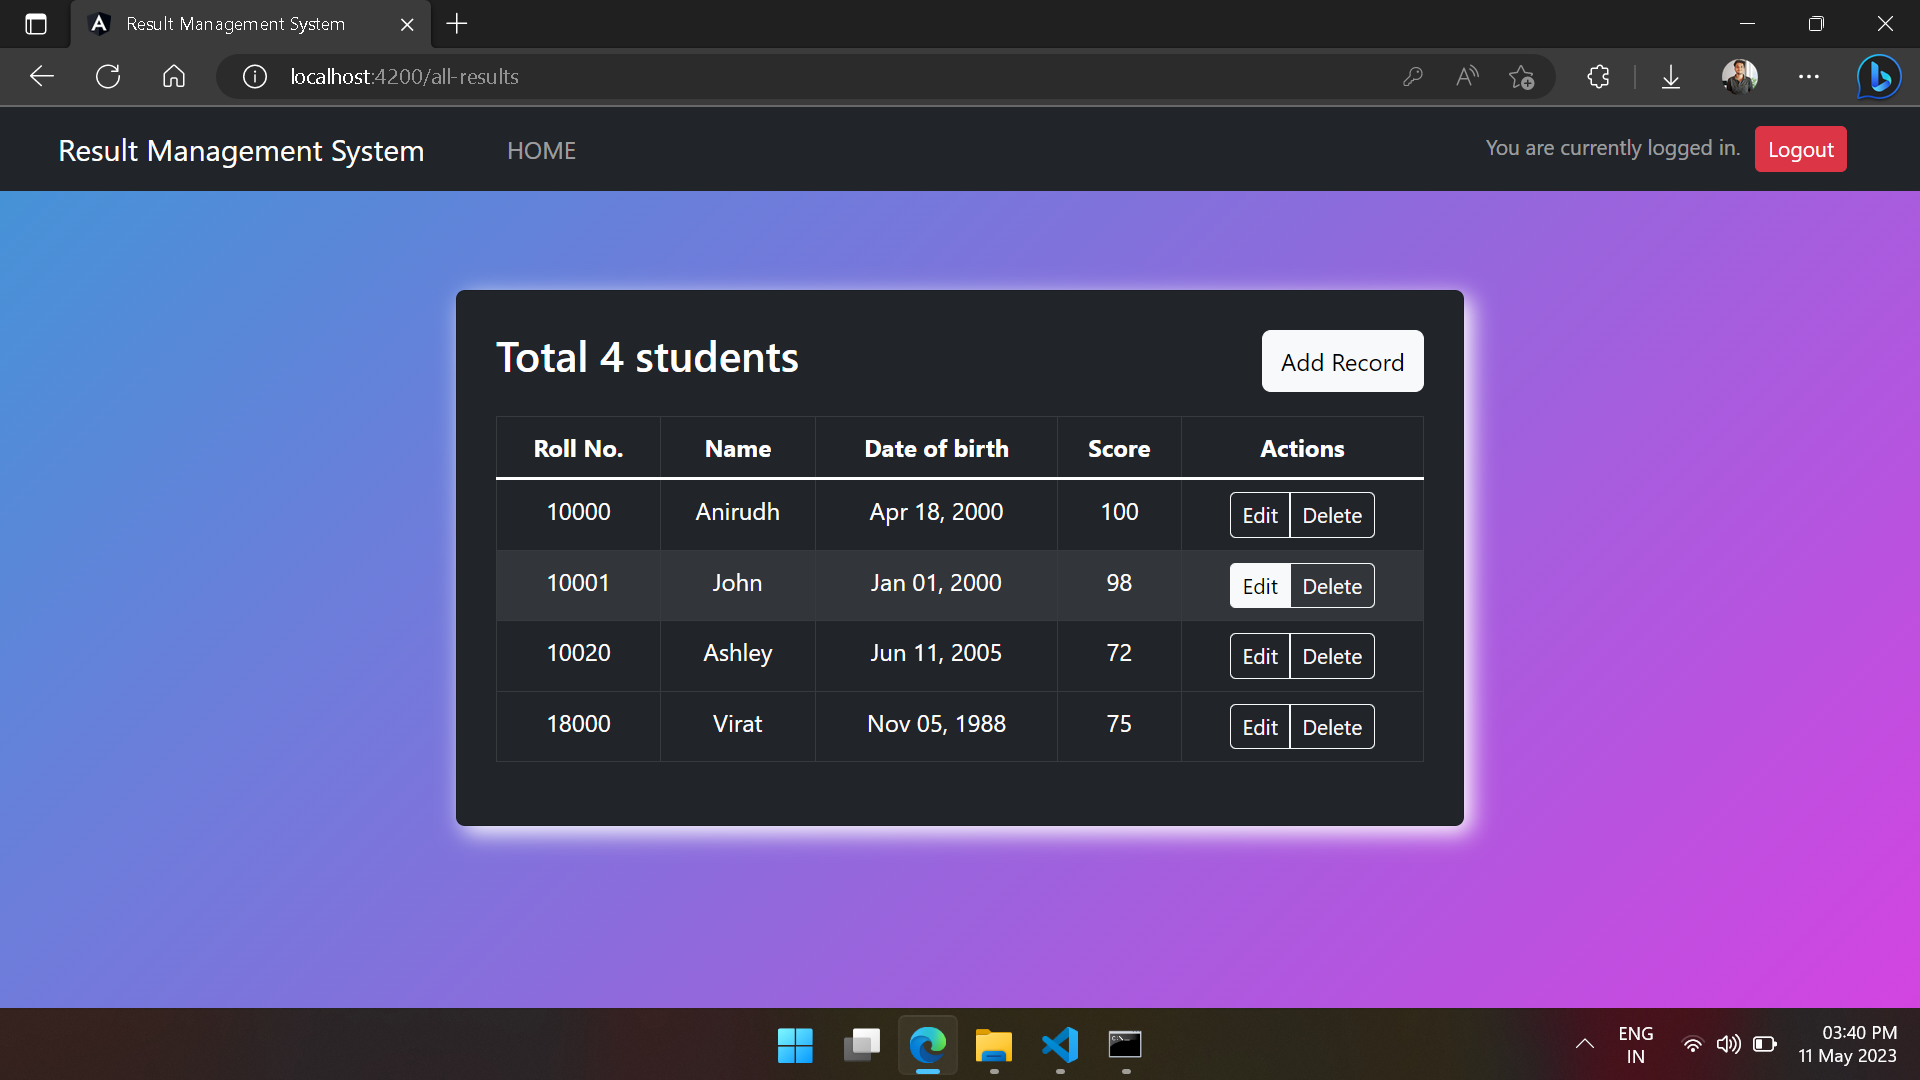 Result Management System
localhost:4200/all-results
Result Management System HOME You are currently logged in. Logout
Total 4 students Add Record
Roll No. Name Date of birth Score Actions
10000 Anirudh Apr 18, 2000 100 Edit Delete
10001 John Jan 01, 2000 98 Edit Delete
10020 Ashley Jun 11, 2005 72 Edit Delete
18000 Virat Nov 05, 1988 75 Edit Delete
ENG 03:40 PM
IN 11 May 2023